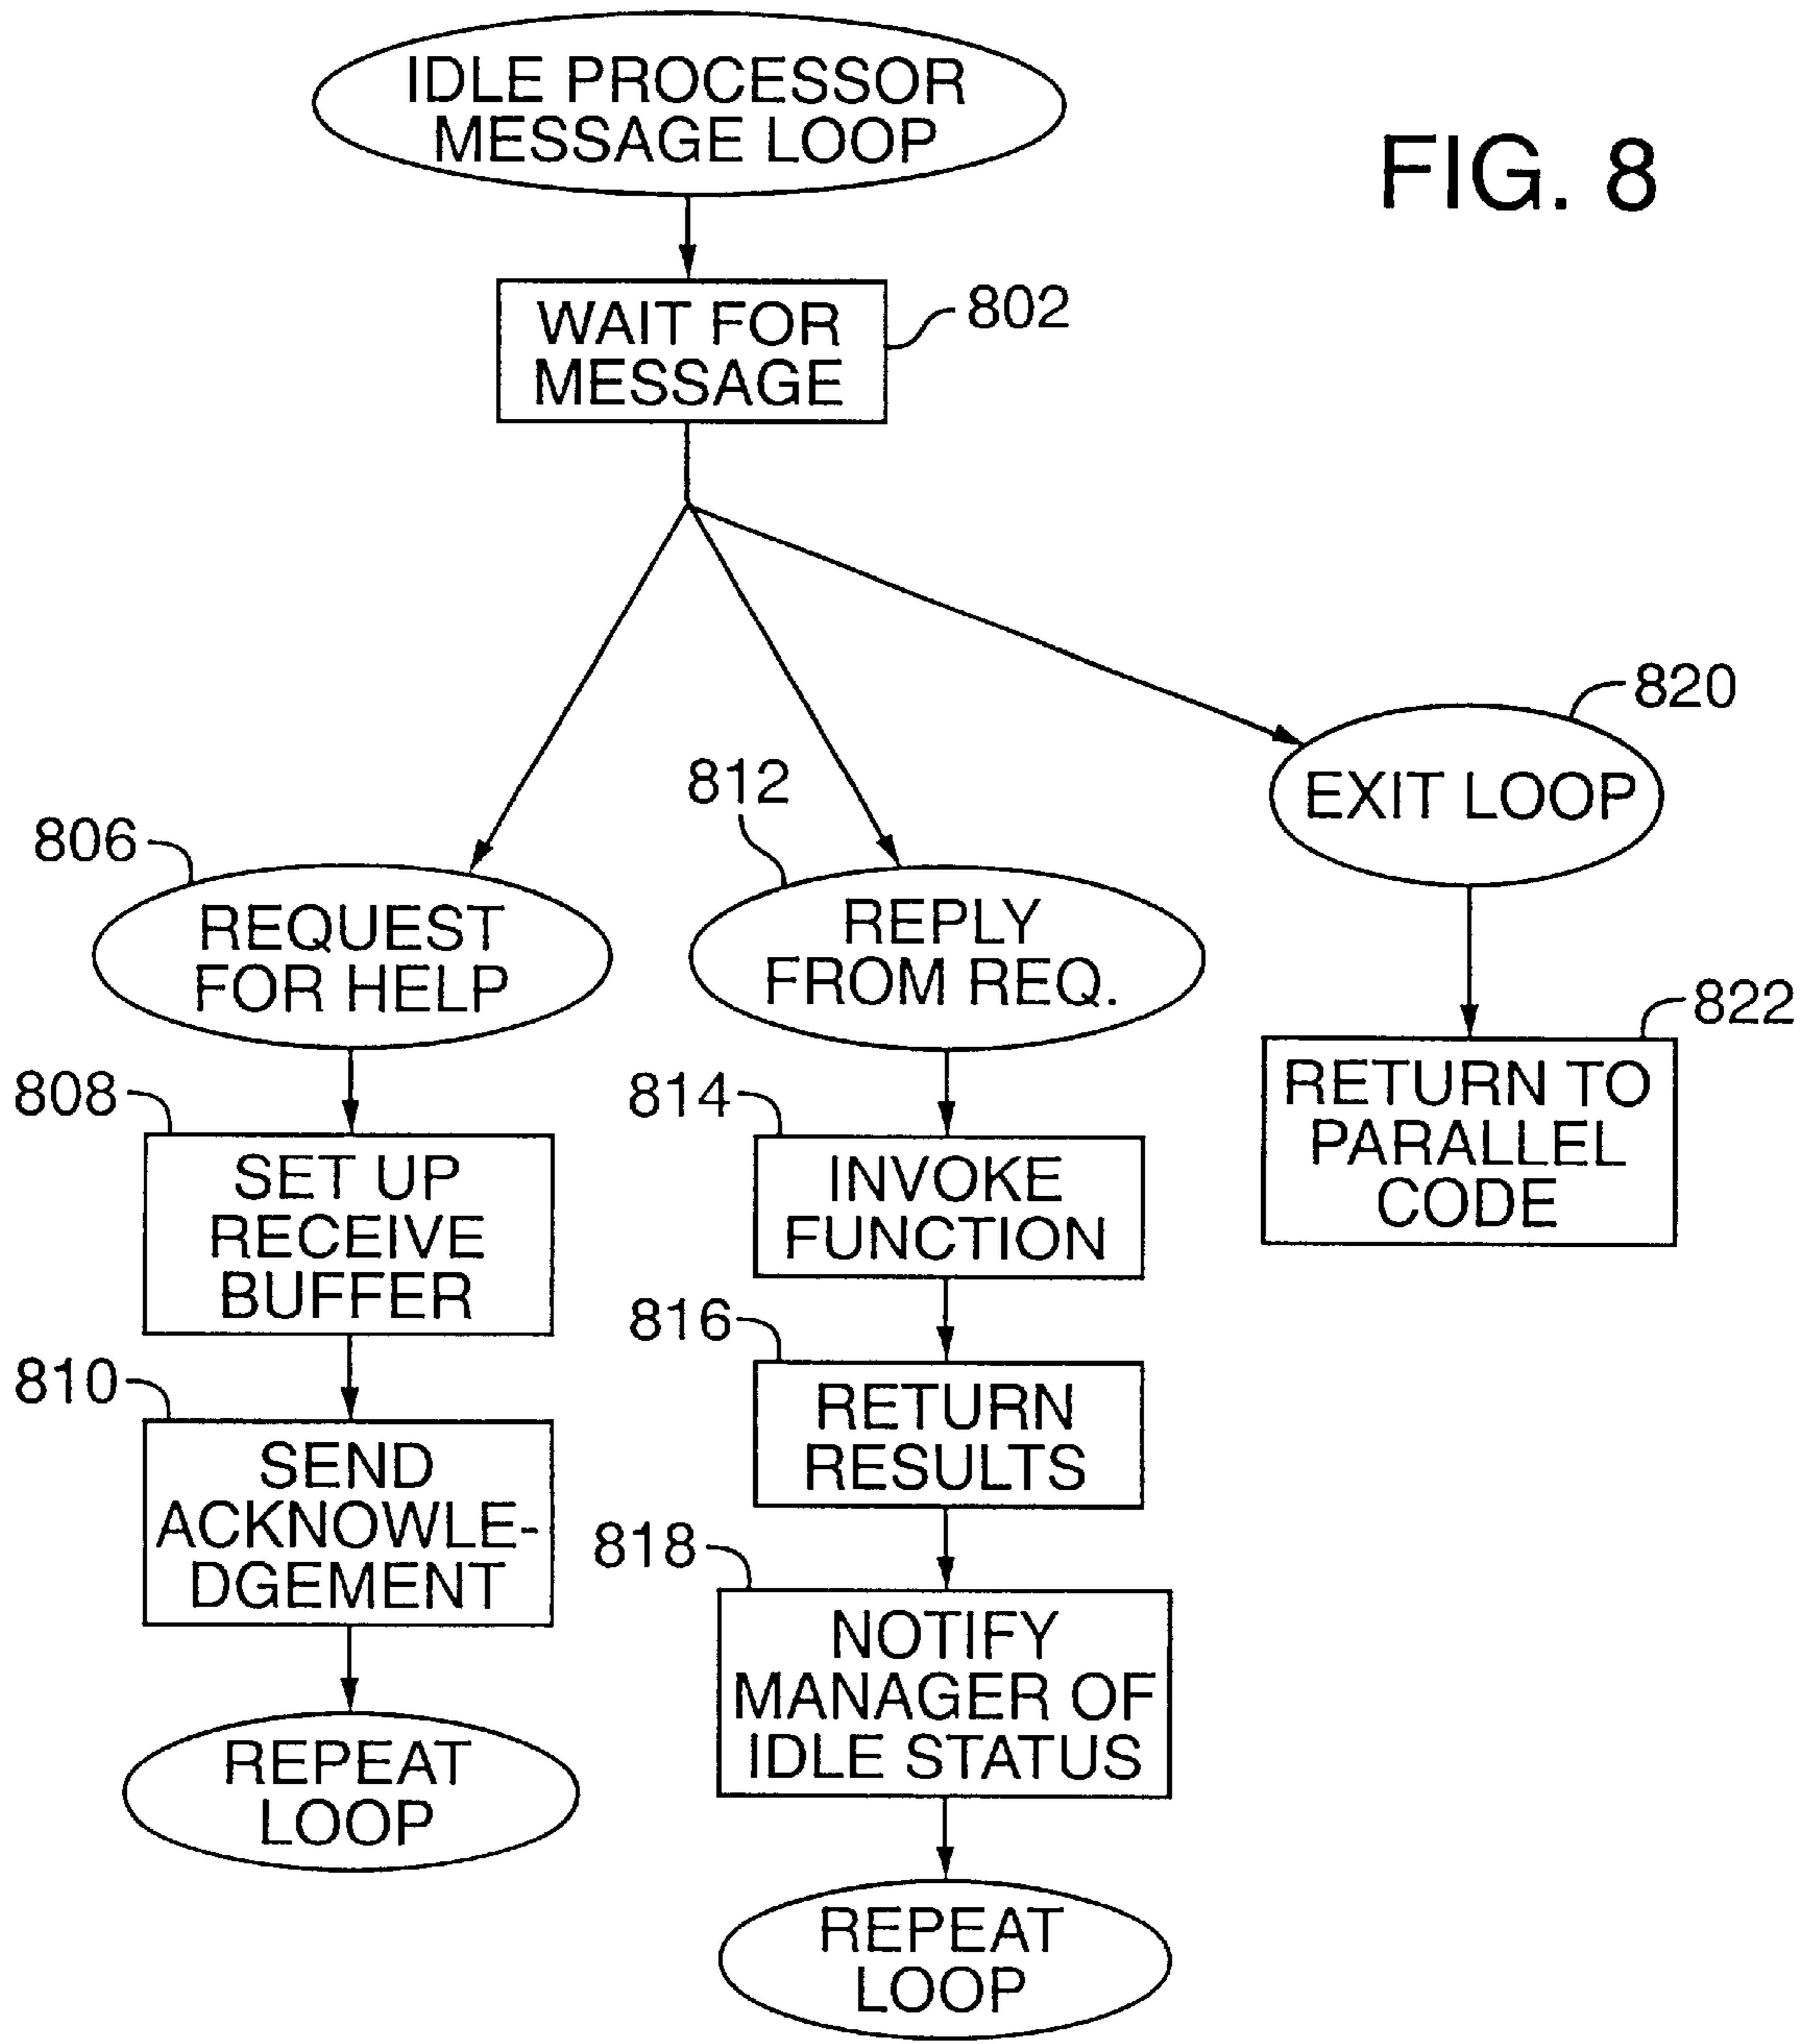 IDLE PROCESSOR
MESSAGE LOOP
FIG. 8
WAIT FOR
MESSAGE
802
806
REQUEST
FOR HELP
808
SET UP
RECEIVE
BUFFER
810
SEND
ACKNOWLE-
DGEMENT
REPEAT
LOOP
812
REPLY
FROM REQ.
814
INVOKE
FUNCTION
816
RETURN
RESULTS
818
NOTIFY
MANAGER OF
IDLE STATUS
REPEAT
LOOP
820
EXIT LOOP
822
RETURN TO
PARALLEL
CODE